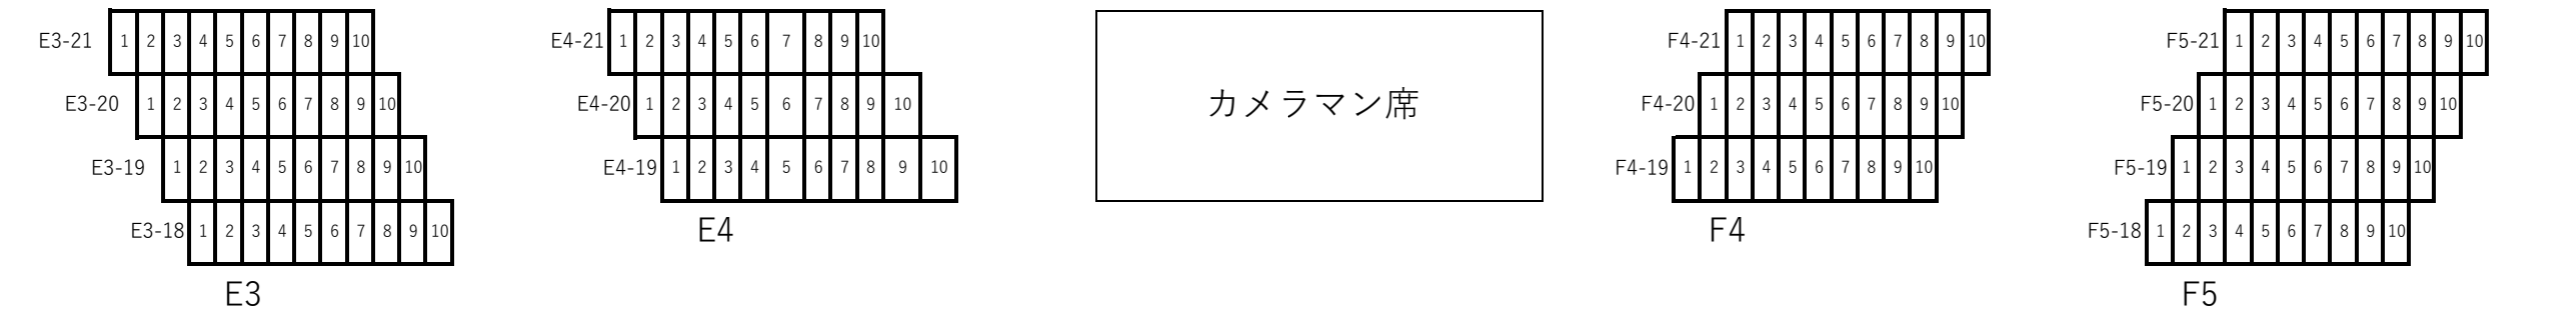 E3-21 1 2 3 4 5 6 7 8 9 10
E3-20 1 2 3 4 5 6 7 8 9 10
E3-19 1 2 3 4 5 6 7 8 9 10
E3-18 1 2 3 4 5 6 7 8 9 10
E3
E4-21 1 2 3 4 5 6 7 8 9 10
E4-20 1 2 3 4 5 6 7 8 9 10
E4-19 1 2 3 4 5 6 7 8 9 10
E4
カメラマン席
F4-21 1 2 3 4 5 6 7 8 9 10
F4-20 1 2 3 4 5 6 7 8 9 10
F4-19 1 2 3 4 5 6 7 8 9 10
F4
F5-21 1 2 3 4 5 6 7 8 9 10
F5-20 1 2 3 4 5 6 7 8 9 10
F5-19 1 2 3 4 5 6 7 8 9 10
F5-18 1 2 3 4 5 6 7 8 9 10
F5